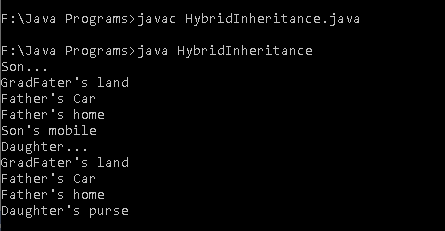 F:\Java Programs>javac HybridInheritance.java
F:\Java Programs>java HybridInheritance
Son...
GradFater's land
Father's Car
Father's home
Son's mobile
Daughter...
GradFater's land
Father's Car
Father's home
Daughter's purse